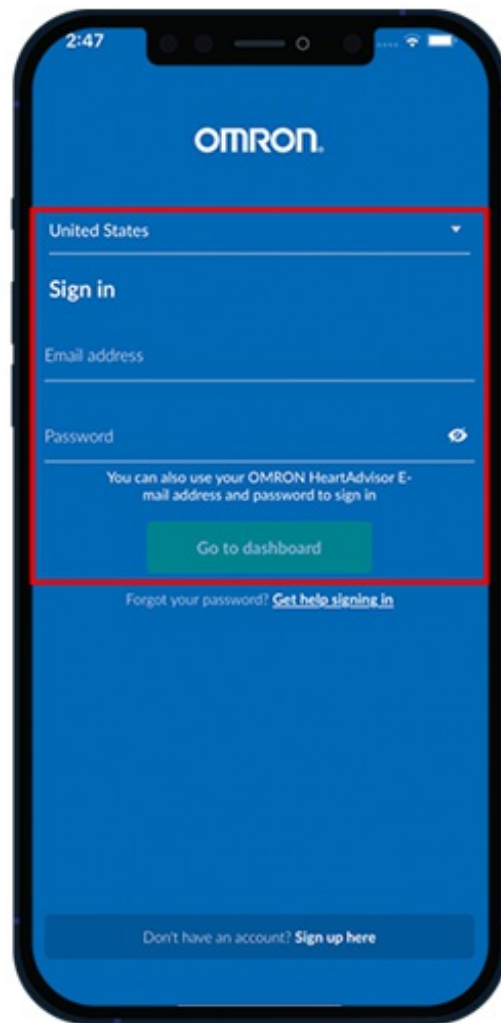 2:47
OMRON
United States
Sign in
Email address
Password
You can also use your OMRON HeartAdvisor E-
mail address and password to sign in
Go to dashboard
Forgot your password? Get help signing in
Don't have an account? Sign up here